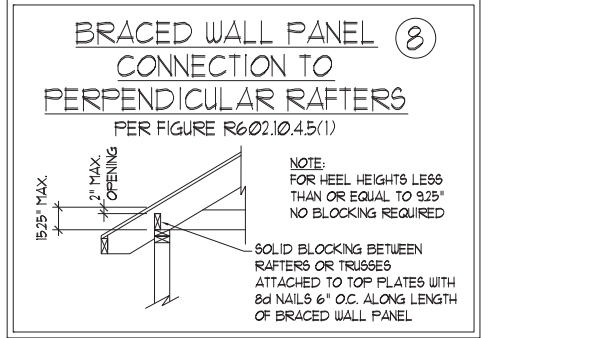 BRACED WALL PANEL
8
CONNECTION TO
PERPENDICULAR RAFTERS
PER FIGURE R602.10.4.5(1)
15.25" MAX.
2" MAX.
OPENING
NOTE:
FOR HEEL HEIGHTS LESS
THAN OR EQUAL TO 9.25"
NO BLOCKING REQUIRED
SOLID BLOCKING BETWEEN
RAFTERS OR TRUSSES
ATTACHED TO TOP PLATES WITH
8d NAILS 6" O.C. ALONG LENGTH
OF BRACED WALL PANEL